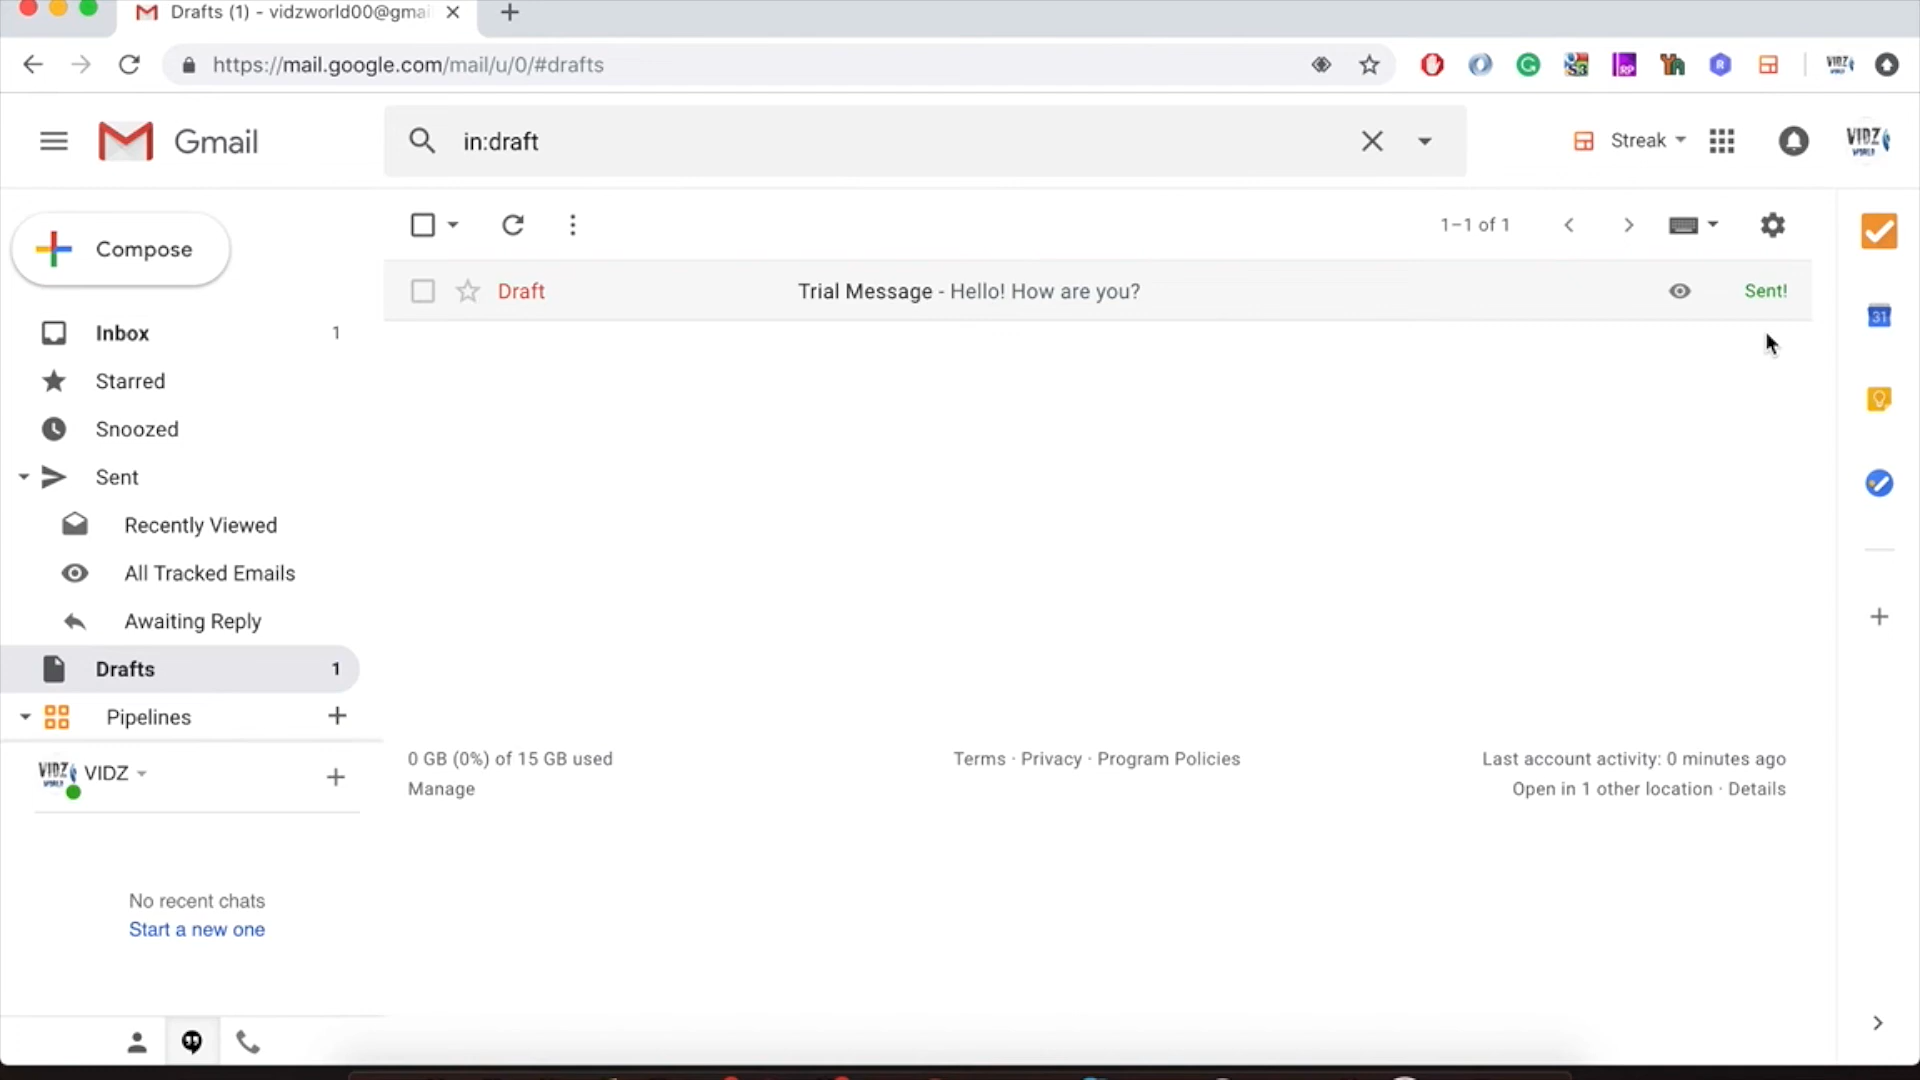 Drafts (1) - vidzworld00@gmai
https://mail.google.com/mail/u/0/#drafts
Gmail
in:draft
Streak
VIDZ
WORLD
Compose
1–1 of 1
Draft
Trial Message - Hello! How are you?
Sent!
31
Inbox 1
Starred
Snoozed
Sent
Recently Viewed
All Tracked Emails
Awaiting Reply
Drafts 1
Pipelines
VIDZ
0 GB (0%) of 15 GB used
Manage
Terms · Privacy · Program Policies
Last account activity: 0 minutes ago
Open in 1 other location · Details
No recent chats
Start a new one